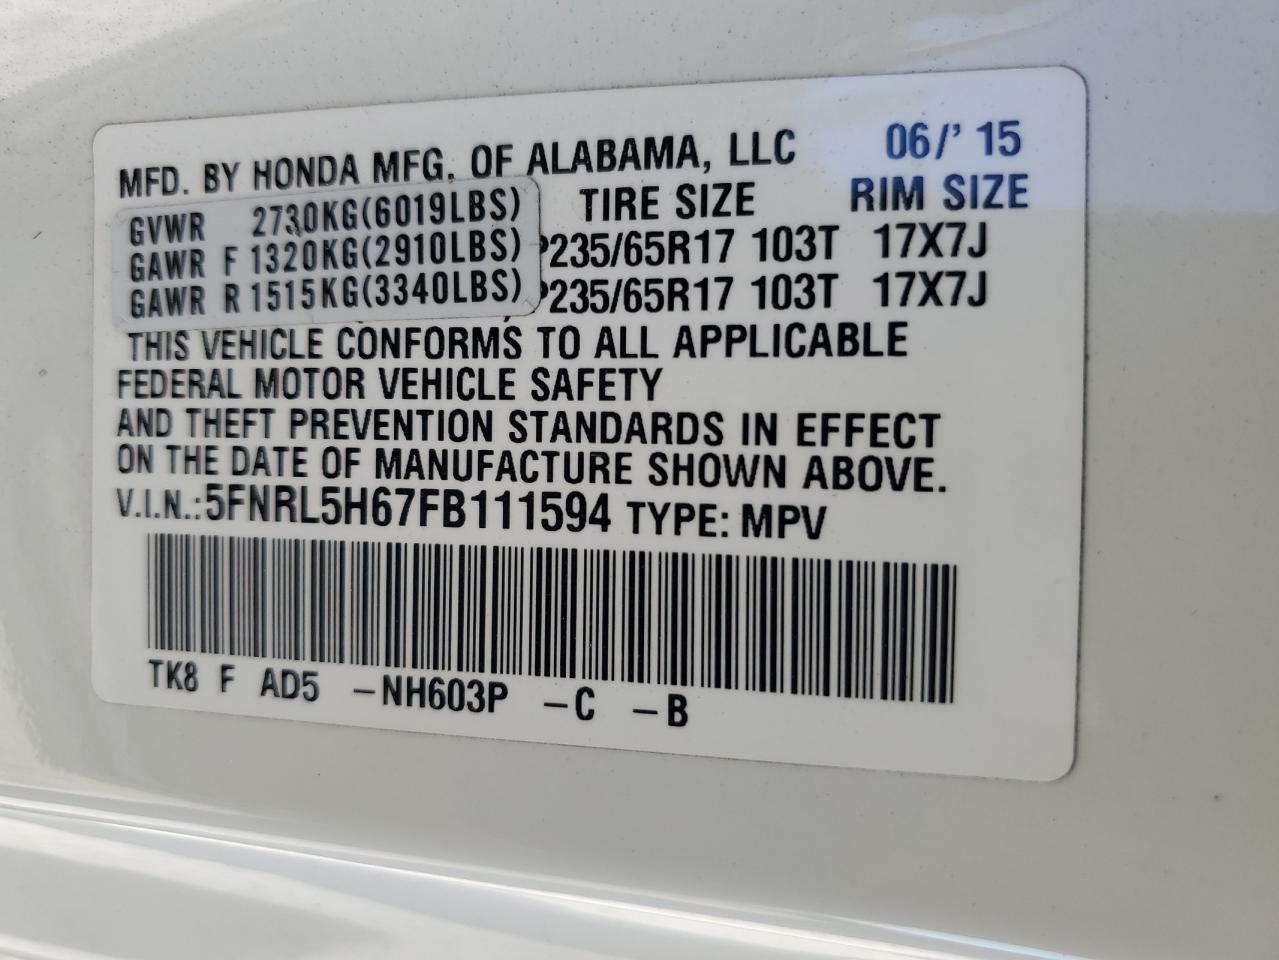 MFD. BY HONDA MFG. OF ALABAMA, LLC 06/' 15
TIRE SIZE RIM SIZE
GVWR 2730KG(6019LBS)
GAWR F 1320KG(2910LBS) P235/65R17 103T 17X7J
GAWR R 1515KG(3340LBS) P235/65R17 103T 17X7J
THIS VEHICLE CONFORMS TO ALL APPLICABLE
FEDERAL MOTOR VEHICLE SAFETY
AND THEFT PREVENTION STANDARDS IN EFFECT
ON THE DATE OF MANUFACTURE SHOWN ABOVE.
V.I.N.:5FNRL5H67FB111594 TYPE: MPV
TK8 F AD5 -NH603P -C -B